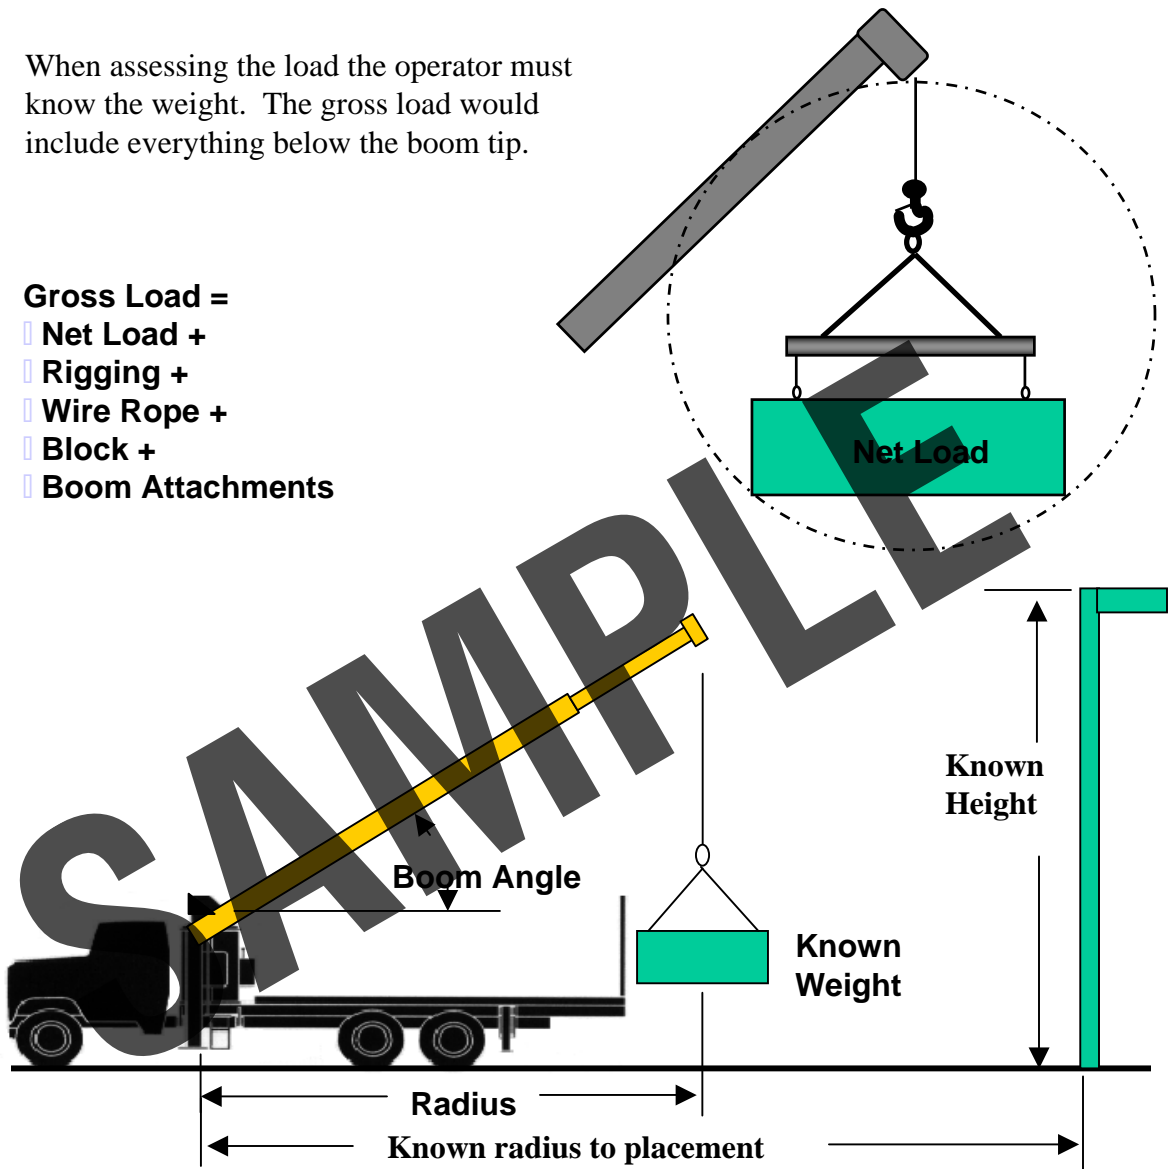 When assessing the load the operator must
know the weight.  The gross load would
include everything below the boom tip.
Gross Load =
Net Load +
Rigging +
Wire Rope +
Block +
Boom Attachments
Net Load
SAMPLE
Known
Height
Boom Angle
Known
Weight
Radius
Known radius to placement